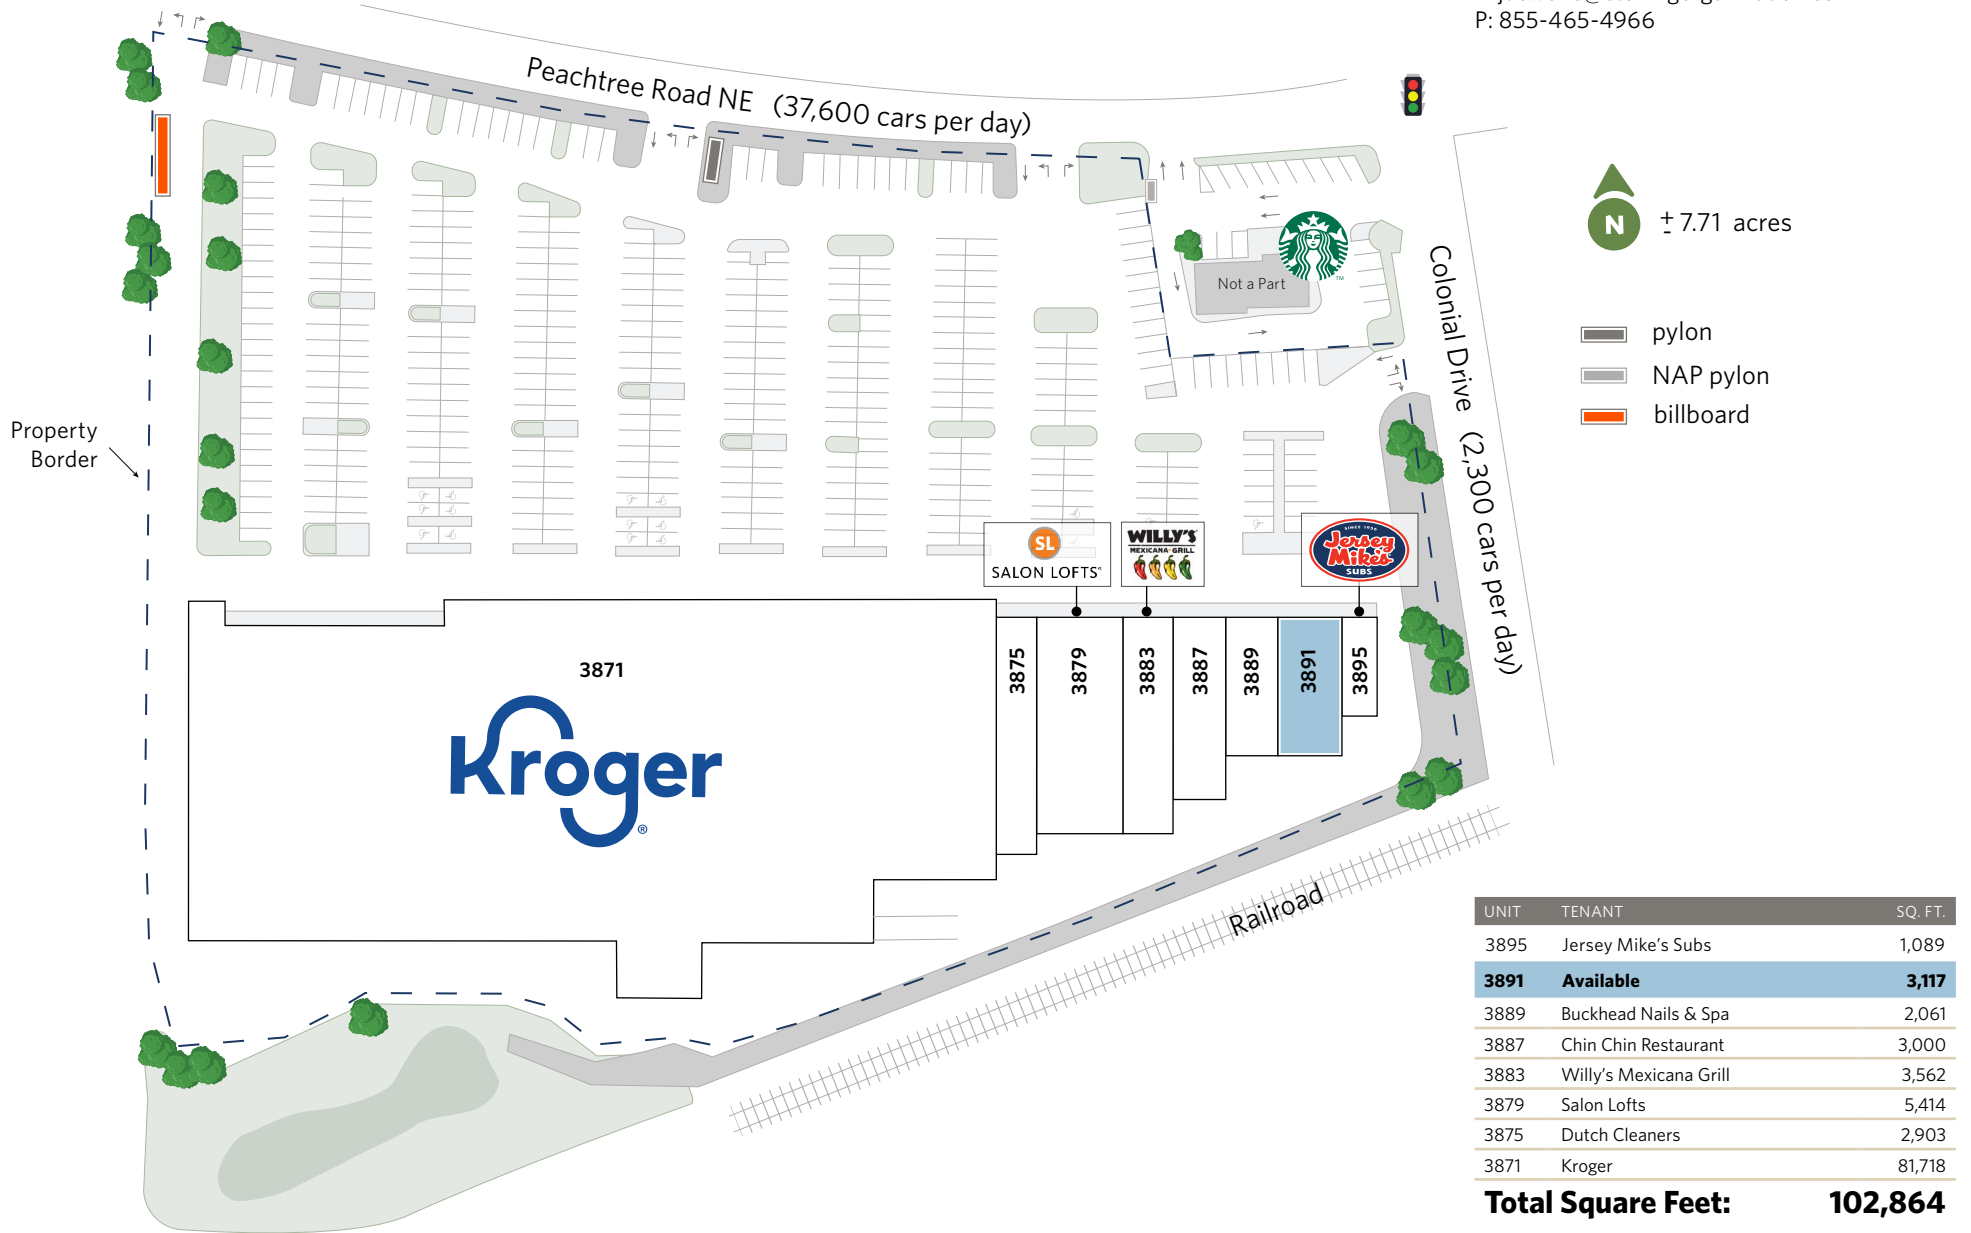 P: 855-465-4966
Peachtree Road NE (37,600 cars per day)
N
± 7.71 acres
Not a Part
TM
Colonial Drive (2,300 cars per day)
pylon
NAP pylon
billboard
Property
Border
SL
SALON LOFTS
WILLY'S
MEXICANA GRILL
SINCE 1956
Jersey
Mike's
SUBS
3871
Kroger®
3875
3879
3883
3887
3889
3891
3895
Railroad
UNIT TENANT SQ. FT.
3895 Jersey Mike's Subs 1,089
3891 Available 3,117
3889 Buckhead Nails & Spa 2,061
3887 Chin Chin Restaurant 3,000
3883 Willy's Mexicana Grill 3,562
3879 Salon Lofts 5,414
3875 Dutch Cleaners 2,903
3871 Kroger 81,718
Total Square Feet: 102,864